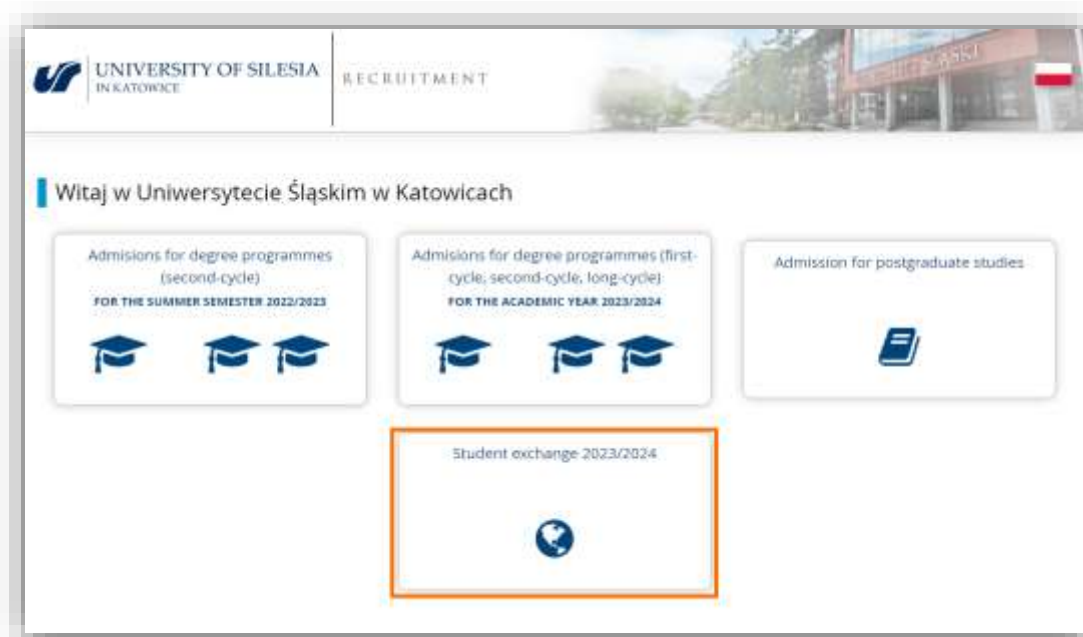 UNIVERSITY OF SILESIA
IN KATOWICE
RECRUITMENT
Witaj w Uniwersytecie Śląskim w Katowicach
Admisions for degree programmes
(second-cycle)
FOR THE SUMMER SEMESTER 2022/2023
Admisions for degree programmes (first-
cycle, second-cycle, long-cycle)
FOR THE ACADEMIC YEAR 2023/2024
Admission for postgraduate studies
Student exchange 2023/2024